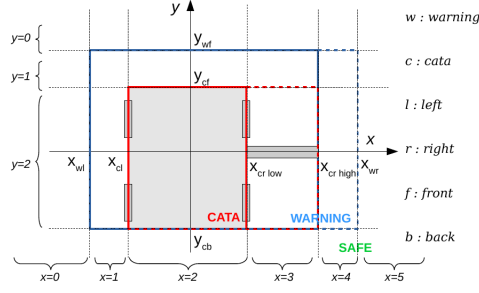 y
w : warning
y=0
y_wf
c : cata
y=1
y_cf
l : left
x
r : right
y=2
x_wl
x_cl
x_cr low
x_cr high
x_wr
f : front
CATA
WARNING
y_cb
b : back
SAFE
x=0
x=1
x=2
x=3
x=4
x=5